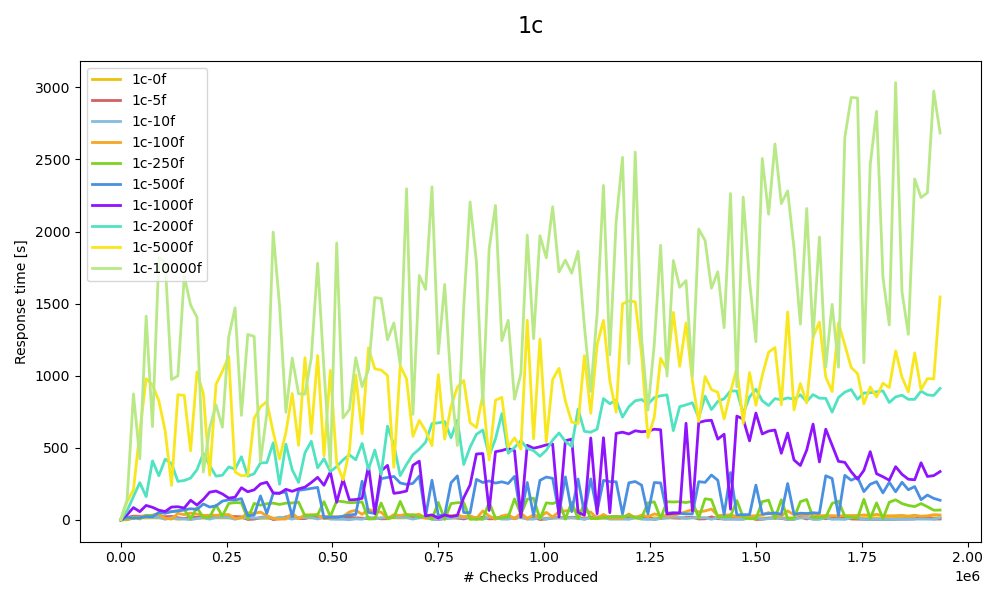 1c
3000
2500
2000
1500
1000
500
0
Response time [s]
1c-0f
1c-5f
1c-10f
1c-100f
1c-250f
1c-500f
1c-1000f
1c-2000f
1c-5000f
1c-10000f
0.00 0.25 0.50 0.75 1.00 1.25 1.50 1.75 2.00
1e6
# Checks Produced